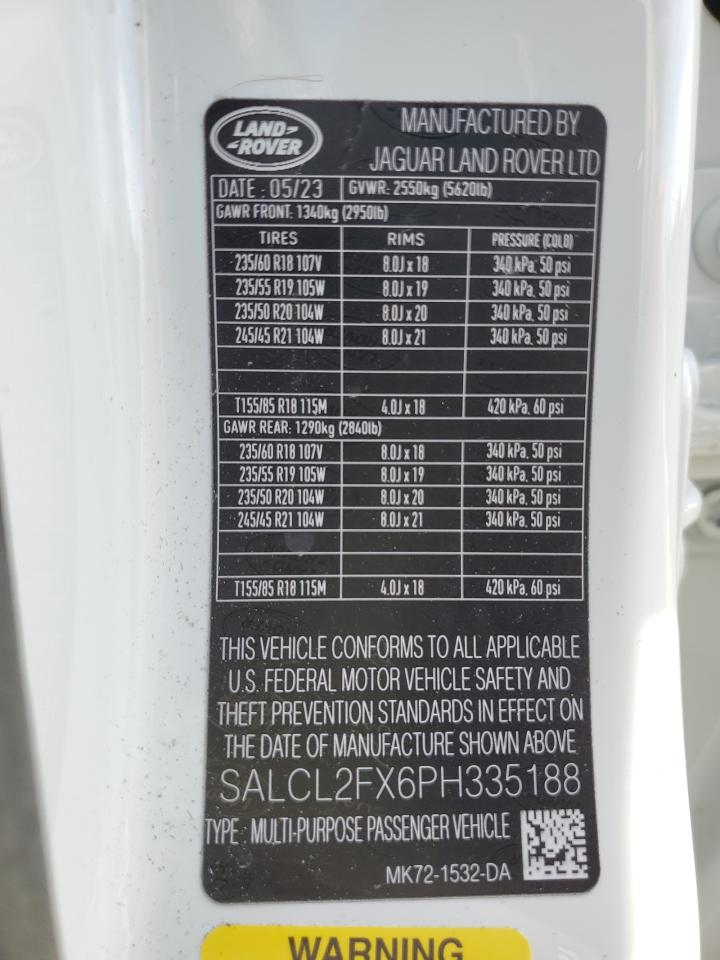 LAND-
-ROVER
MANUFACTURED BY
JAGUAR LAND ROVER LTD
DATE : 05/23 GVWR: 2550kg (5620lb)
GAWR FRONT: 1340kg (2950lb)
TIRES RIMS PRESSURE (COLD)
235/60 R18 107V 8.0J x 18 340 kPa, 50 psi
235/55 R19 105W 8.0J x 19 340 kPa, 50 psi
235/50 R20 104W 8.0J x 20 340 kPa, 50 psi
245/45 R21 104W 8.0J x 21 340 kPa, 50 psi
T155/85 R18 115M 4.0J x 18 420 kPa, 60 psi
GAWR REAR: 1290kg (2840lb)
235/60 R18 107V 8.0J x 18 340 kPa, 50 psi
235/55 R19 105W 8.0J x 19 340 kPa, 50 psi
235/50 R20 104W 8.0J x 20 340 kPa, 50 psi
245/45 R21 104W 8.0J x 21 340 kPa, 50 psi
T155/85 R18 115M 4.0J x 18 420 kPa, 60 psi
THIS VEHICLE CONFORMS TO ALL APPLICABLE
U.S. FEDERAL MOTOR VEHICLE SAFETY AND
THEFT PREVENTION STANDARDS IN EFFECT ON
THE DATE OF MANUFACTURE SHOWN ABOVE
SALCL2FX6PH335188
TYPE : MULTI-PURPOSE PASSENGER VEHICLE
MK72-1532-DA
WARNING